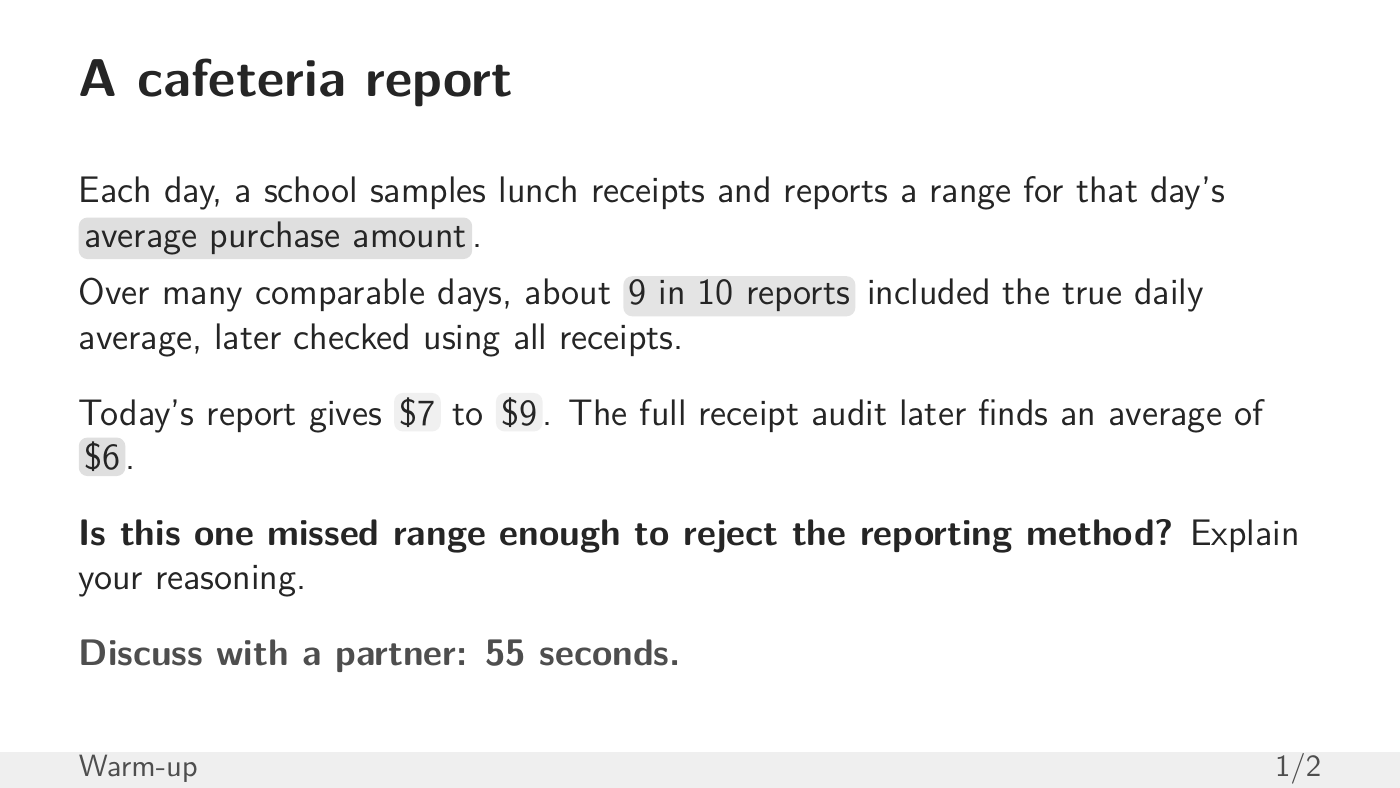 A cafeteria report
Each day, a school samples lunch receipts and reports a range for that day's
average purchase amount.
Over many comparable days, about 9 in 10 reports included the true daily
average, later checked using all receipts.
Today's report gives $7 to $9. The full receipt audit later finds an average of
$6.
Is this one missed range enough to reject the reporting method? Explain
your reasoning.
Discuss with a partner: 55 seconds.
Warm-up 1/2